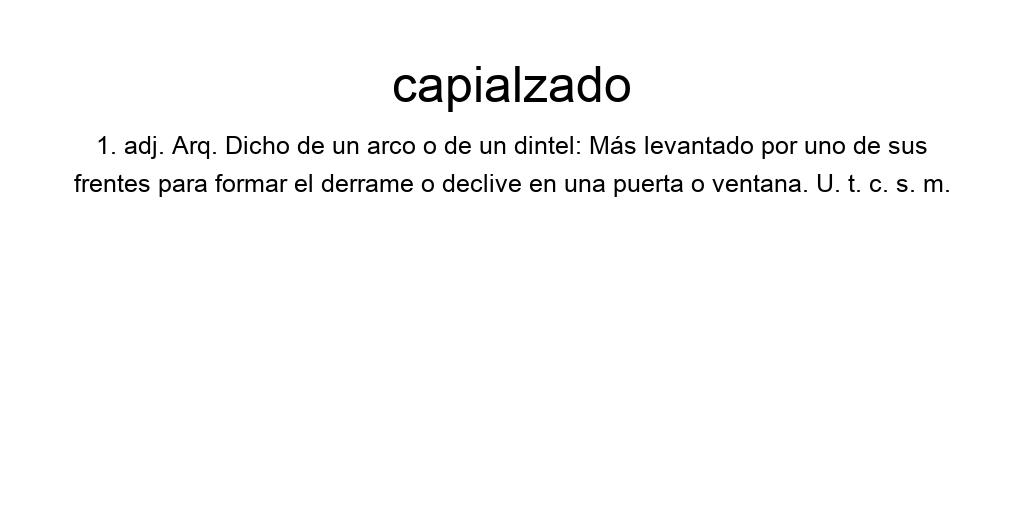 capialzado
1. adj. Arq. Dicho de un arco o de un dintel: Más levantado por uno de sus
frentes para formar el derrame o declive en una puerta o ventana. U. t. c. s. m.